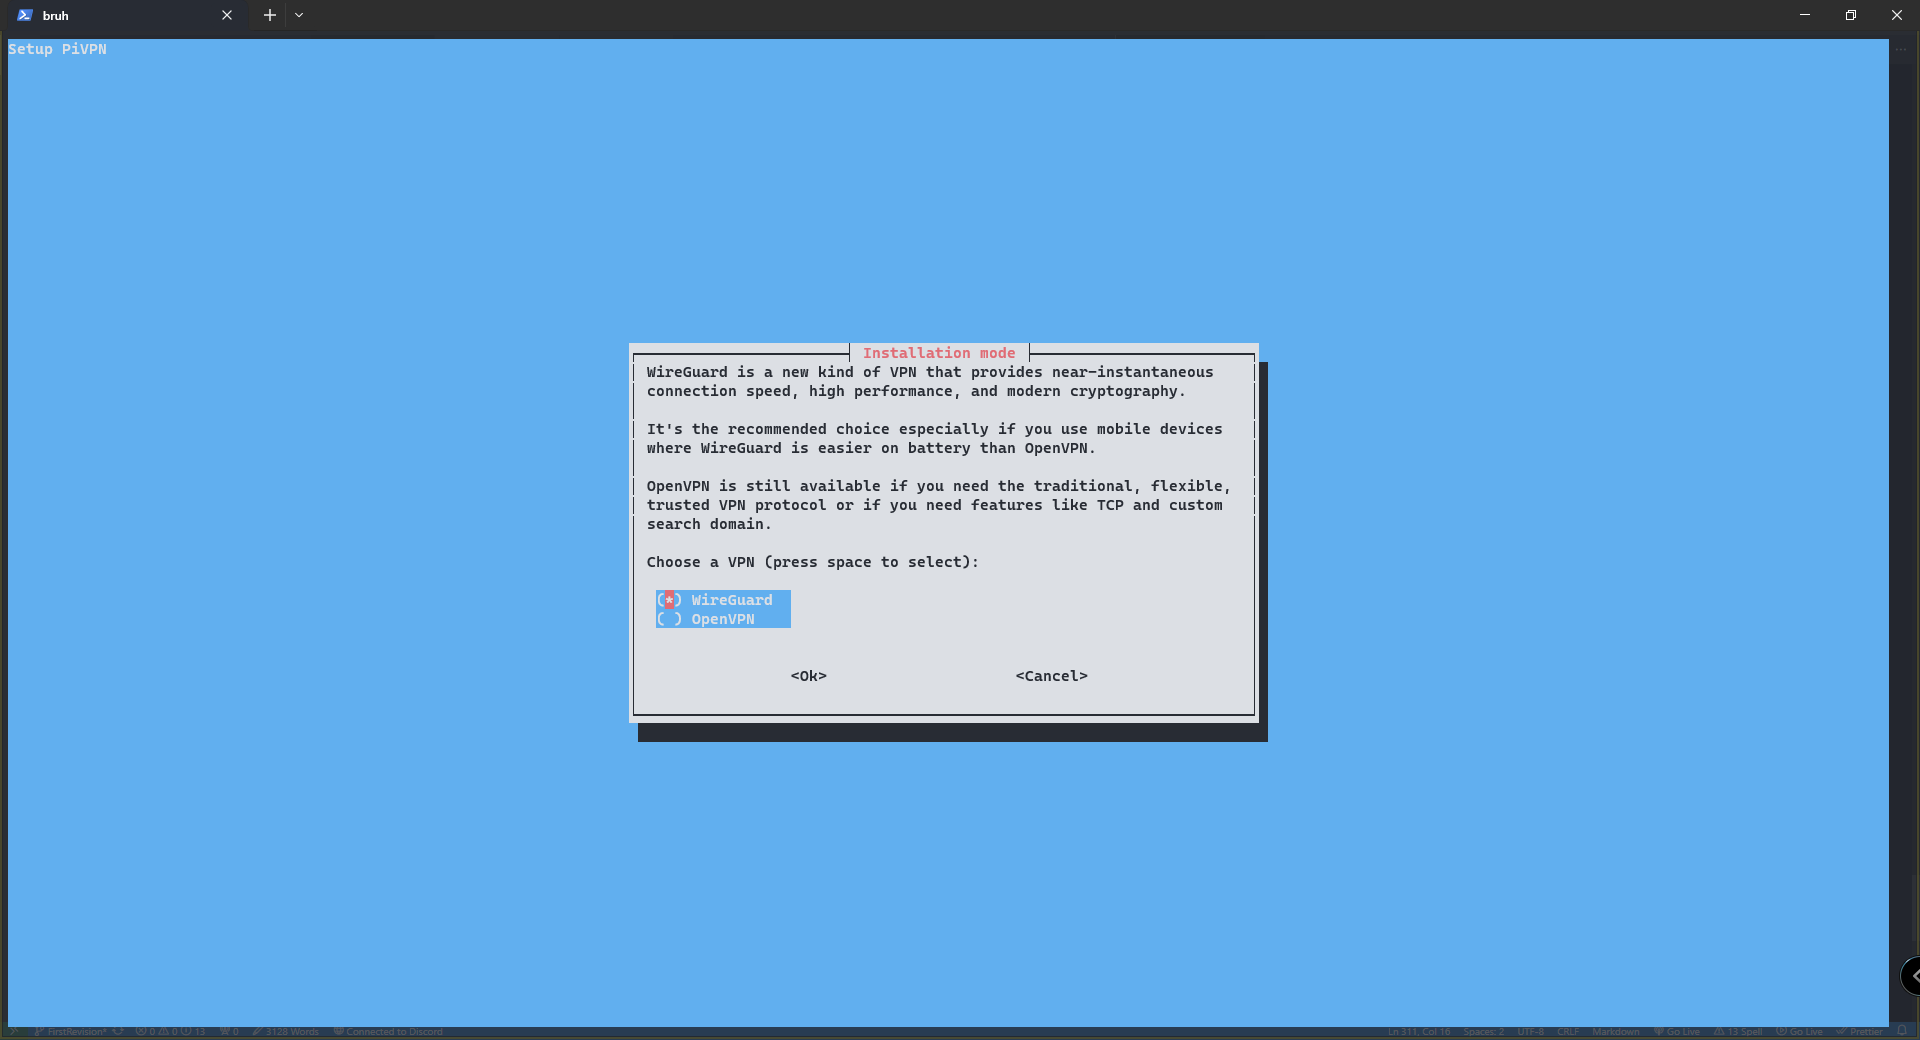 bruh
Setup PiVPN
Installation mode
WireGuard is a new kind of VPN that provides near-instantaneous
connection speed, high performance, and modern cryptography.
It's the recommended choice especially if you use mobile devices
where WireGuard is easier on battery than OpenVPN.
OpenVPN is still available if you need the traditional, flexible,
trusted VPN protocol or if you need features like TCP and custom
search domain.
Choose a VPN (press space to select):
(*) WireGuard
( ) OpenVPN
<Ok> <Cancel>
FirstRevision* 0 0 13 0 3128 Words Connected to Discord Ln 311, Col 16 Spaces: 2 UTF-8 CRLF Markdown Go Live 13 Spell Go Live Prettier